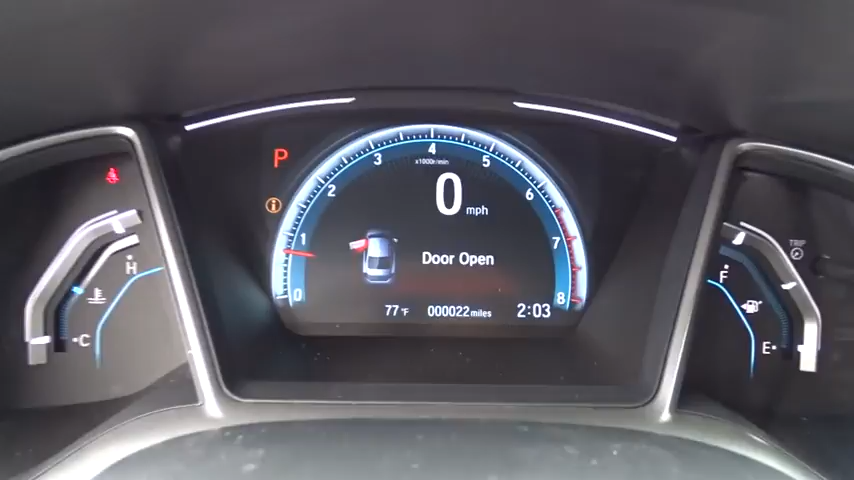 P
0 1 2 3 4 5 6 7 8
x1000r/min
0 mph
i
Door Open
77°F 000022 miles 2:03
H
C
TRIP
F
E